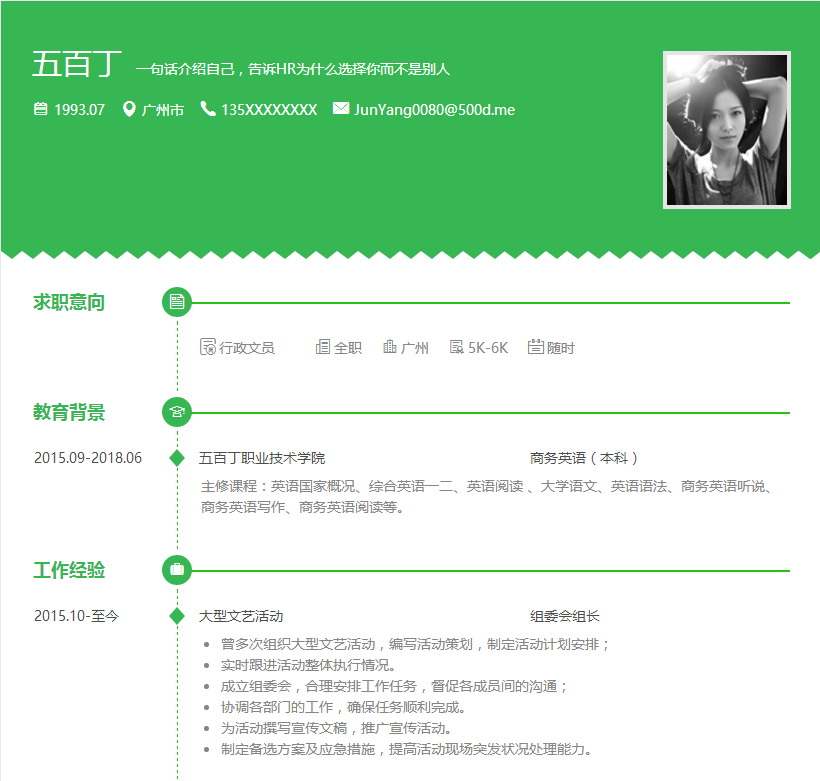 五百丁 一句话介绍自己，告诉HR为什么选择你而不是别人
1993.07 广州市 135XXXXXXXX JunYang0080@500d.me
求职意向
行政文员 全职 广州 5K-6K 随时
教育背景
2015.09-2018.06 五百丁职业技术学院 商务英语（本科）
主修课程：英语国家概况、综合英语一二、英语阅读 、大学语文、英语语法、商务英语听说、
商务英语写作、商务英语阅读等。
工作经验
2015.10-至今 大型文艺活动 组委会组长
曾多次组织大型文艺活动，编写活动策划，制定活动计划安排；
实时跟进活动整体执行情况。
成立组委会，合理安排工作任务，督促各成员间的沟通；
协调各部门的工作，确保任务顺利完成。
为活动撰写宣传文稿，推广宣传活动。
制定备选方案及应急措施，提高活动现场突发状况处理能力。